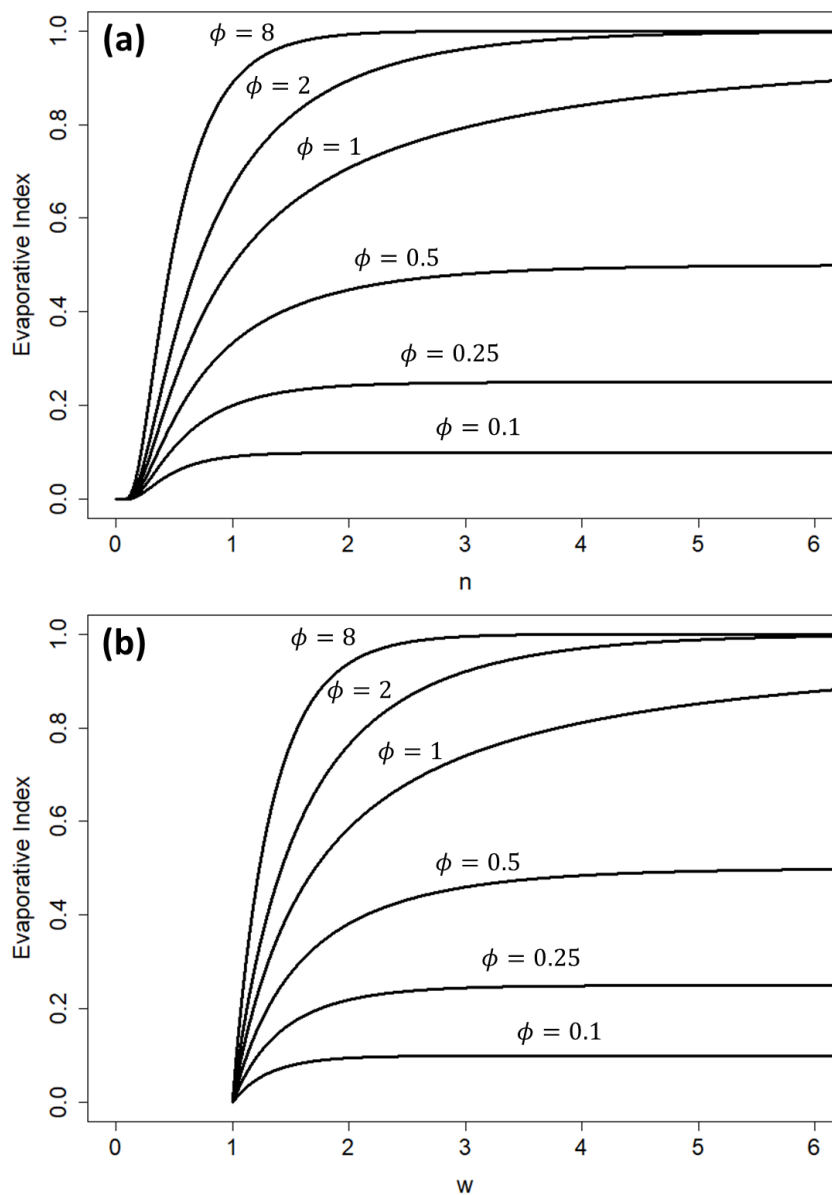 (a)
ϕ = 8
ϕ = 2
ϕ = 1
ϕ = 0.5
ϕ = 0.25
ϕ = 0.1
Evaporative Index
1.0
0.8
0.6
0.4
0.2
0.0
0 1 2 3 4 5 6
n
(b)
ϕ = 8
ϕ = 2
ϕ = 1
ϕ = 0.5
ϕ = 0.25
ϕ = 0.1
Evaporative Index
1.0
0.8
0.6
0.4
0.2
0.0
0 1 2 3 4 5 6
w